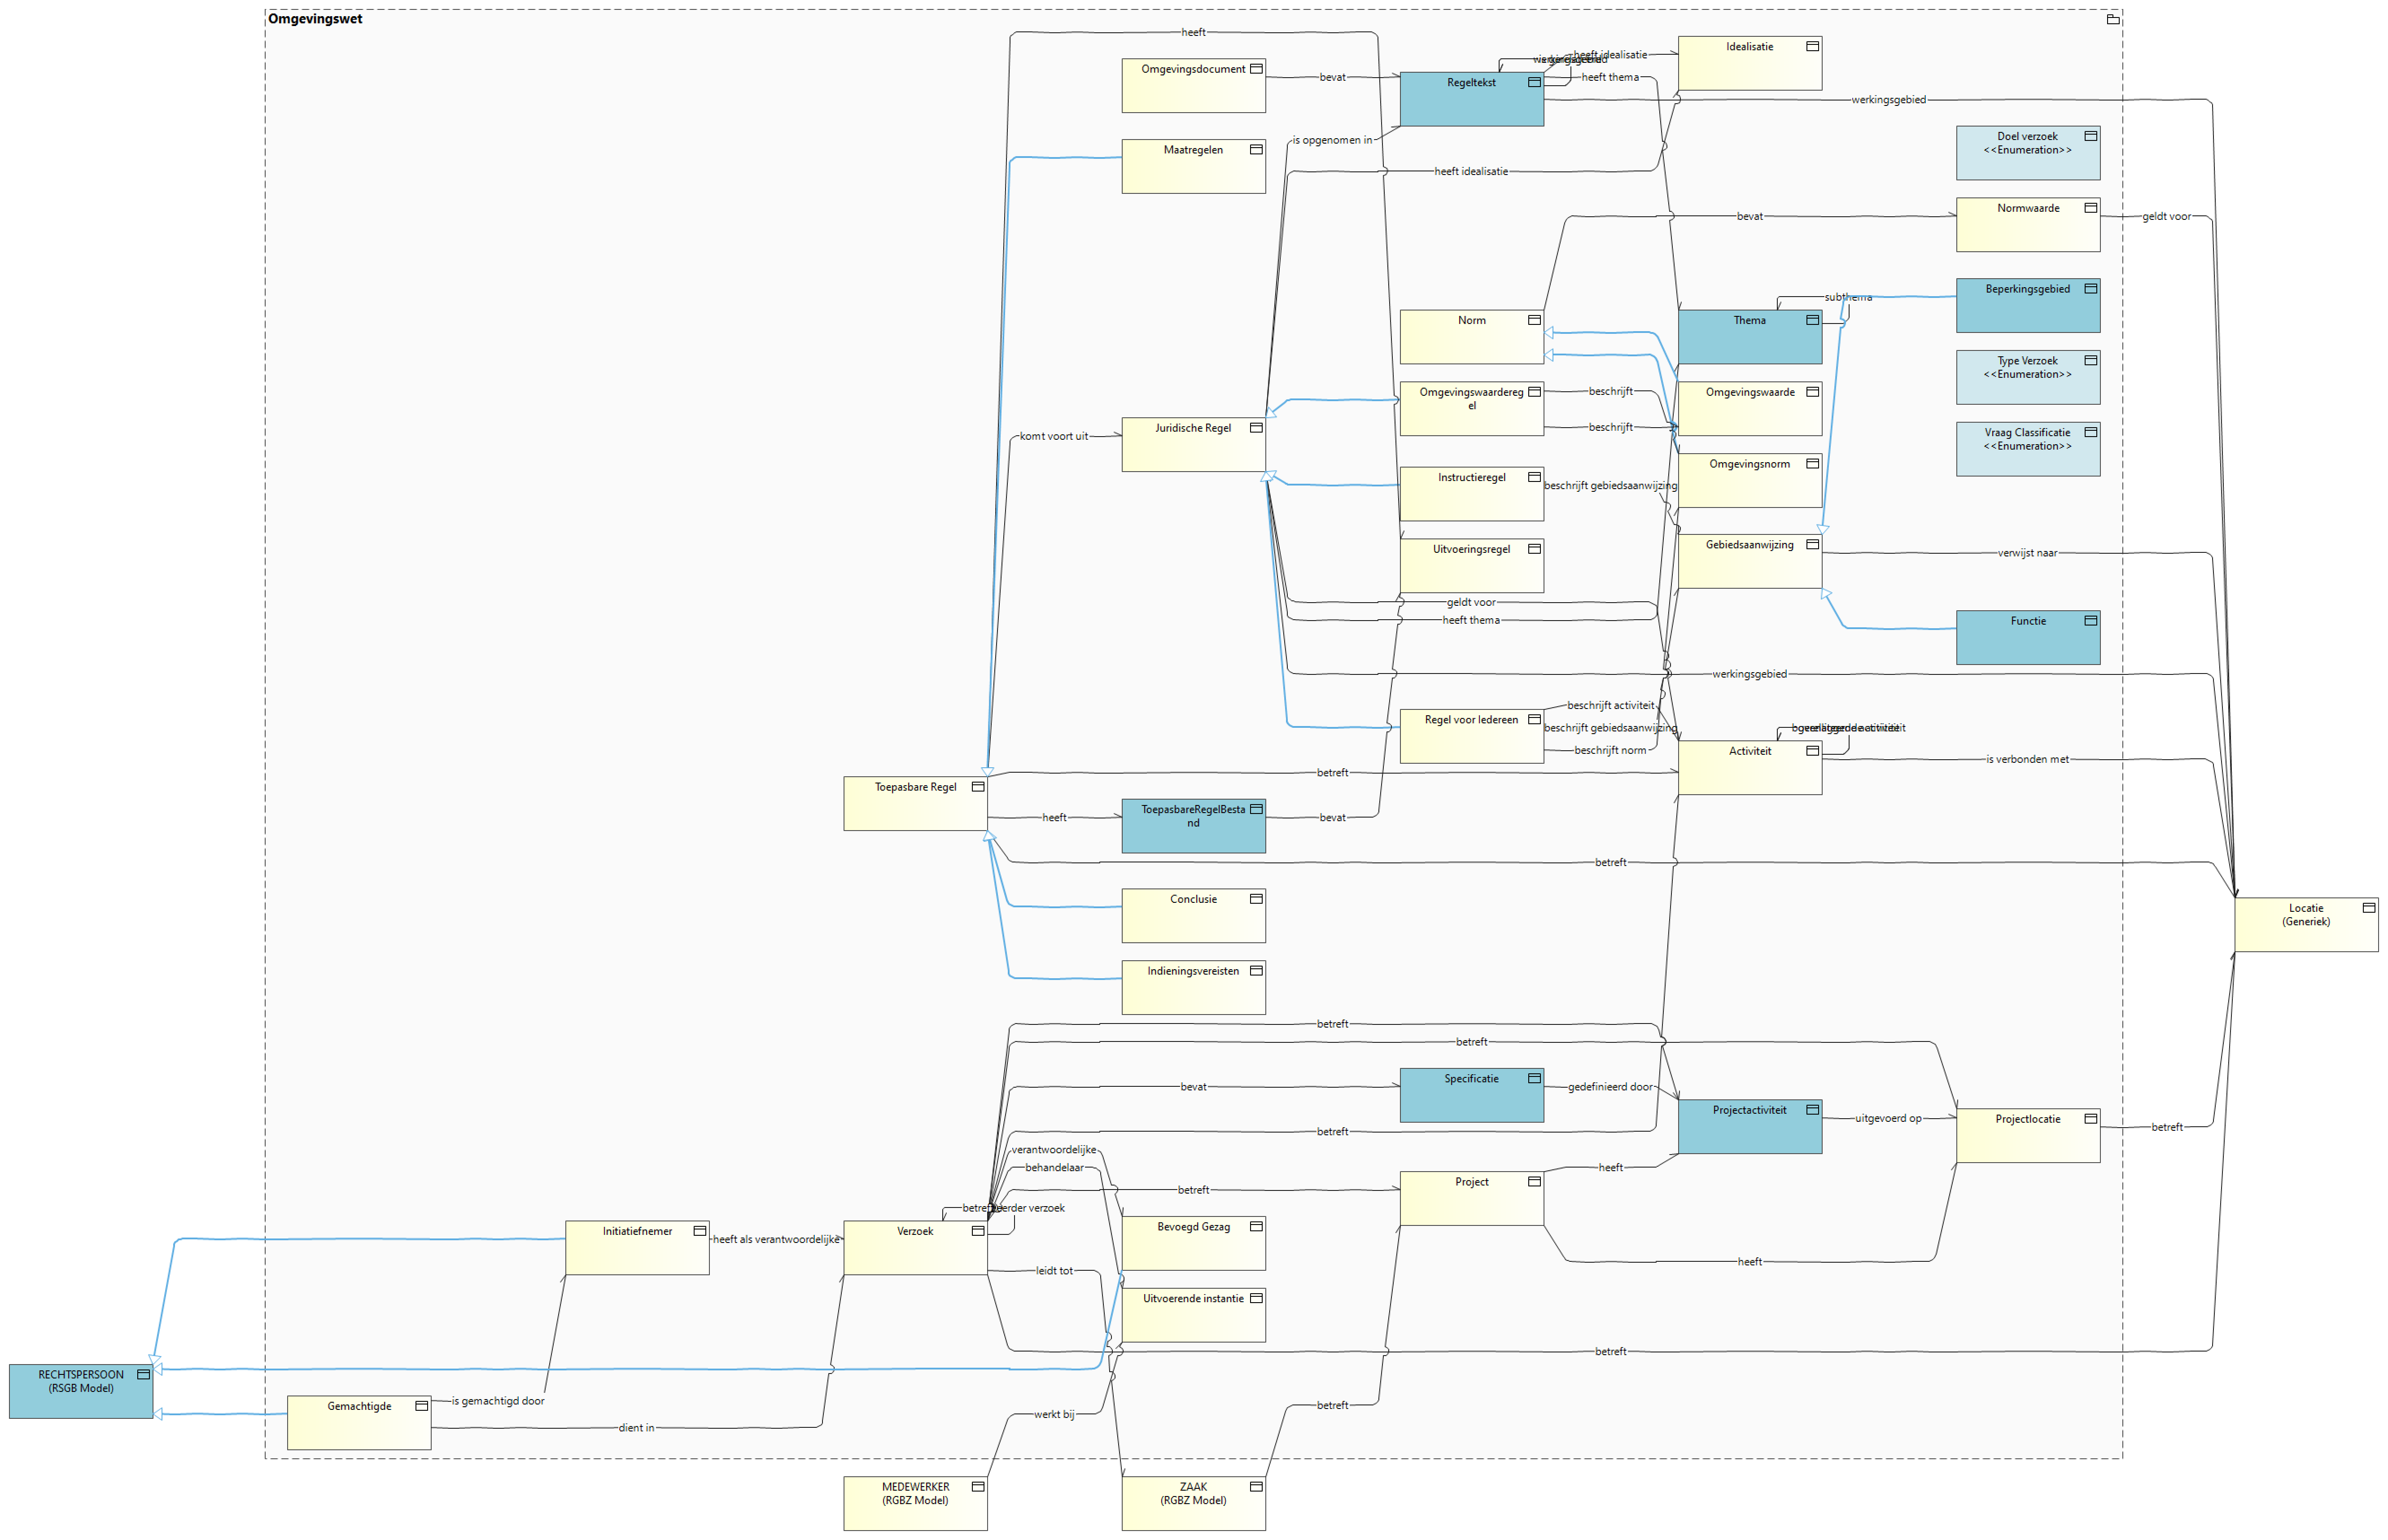 Omgevingswet
heeft
Omgevingsdocument
bevat
Regeltekst
heeft idealisatie
heeft thema
Idealisatie
werkingsgebied
is opgenomen in
Maatregelen
heeft idealisatie
Doel verzoek
<<Enumeration>>
Normwaarde
bevat
geldt voor
Beperkingsgebied
subthema
Norm
Thema
Type Verzoek
<<Enumeration>>
Omgevingswaardereg
el
beschrijft
beschrijft
Omgevingswaarde
Juridische Regel
komt voort uit
Vraag Classificatie
<<Enumeration>>
Omgevingsnorm
Instructieregel
beschrijft gebiedsaanwijzing
Uitvoeringsregel
Gebiedsaanwijzing
verwijst naar
geldt voor
heeft thema
Functie
werkingsgebied
Regel voor Iedereen
beschrijft activiteit
beschrijft gebiedsaanwijzing
beschrijft norm
Activiteit
is verbonden met
Toepasbare Regel
betreft
heeft
ToepasbareRegelBesta
nd
bevat
betreft
Conclusie
Locatie
(Generiek)
Indieningsvereisten
betreft
betreft
bevat
Specificatie
gedefinieerd door
Projectactiviteit
uitgevoerd op
Projectlocatie
betreft
betreft
verantwoordelijke
behandelaar
heeft
Project
betreft
Initiatiefnemer
heeft als verantwoordelijke
Verzoek
Bevoegd Gezag
heeft
leidt tot
Uitvoerende instantie
betreft
RECHTSPERSOON
(RSGB Model)
Gemachtigde
is gemachtigd door
dient in
werkt bij
betreft
MEDEWERKER
(RGBZ Model)
ZAAK
(RGBZ Model)